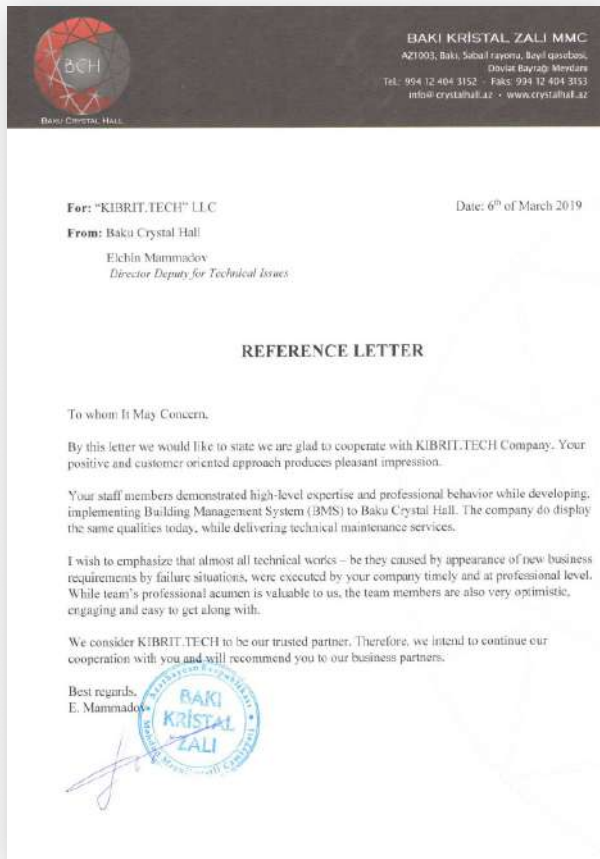 BCH
BAKU CRYSTAL HALL
BAKI KRİSTAL ZALI MMC
AZ1003, Bakı, Səbail rayonu, Bayıl qəsəbəsi,
Dövlət Bayrağı Meydanı
Tel.: 994 12 404 3152 - Faks: 994 12 404 3153
info@crystalhall.az - www.crystalhall.az
For: "KIBRIT.TECH" LLC
Date: 6th of March 2019
From: Baku Crystal Hall
Elchin Mammadov
Director Deputy for Technical Issues
REFERENCE LETTER
To whom It May Concern,
By this letter we would like to state we are glad to cooperate with KIBRIT.TECH Company. Your
positive and customer oriented approach produces pleasant impression.
Your staff members demonstrated high-level expertise and professional behavior while developing,
implementing Building Management System (BMS) to Baku Crystal Hall. The company do display
the same qualities today, while delivering technical maintenance services.
I wish to emphasize that almost all technical works – be they caused by appearance of new business
requirements by failure situations, were executed by your company timely and at professional level.
While team's professional acumen is valuable to us, the team members are also very optimistic,
engaging and easy to get along with.
We consider KIBRIT.TECH to be our trusted partner. Therefore, we intend to continue our
cooperation with you and will recommend you to our business partners.
Best regards,
E. Mammadov
Azərbaycan Respublikası
BAKI
KRİSTAL
ZALI